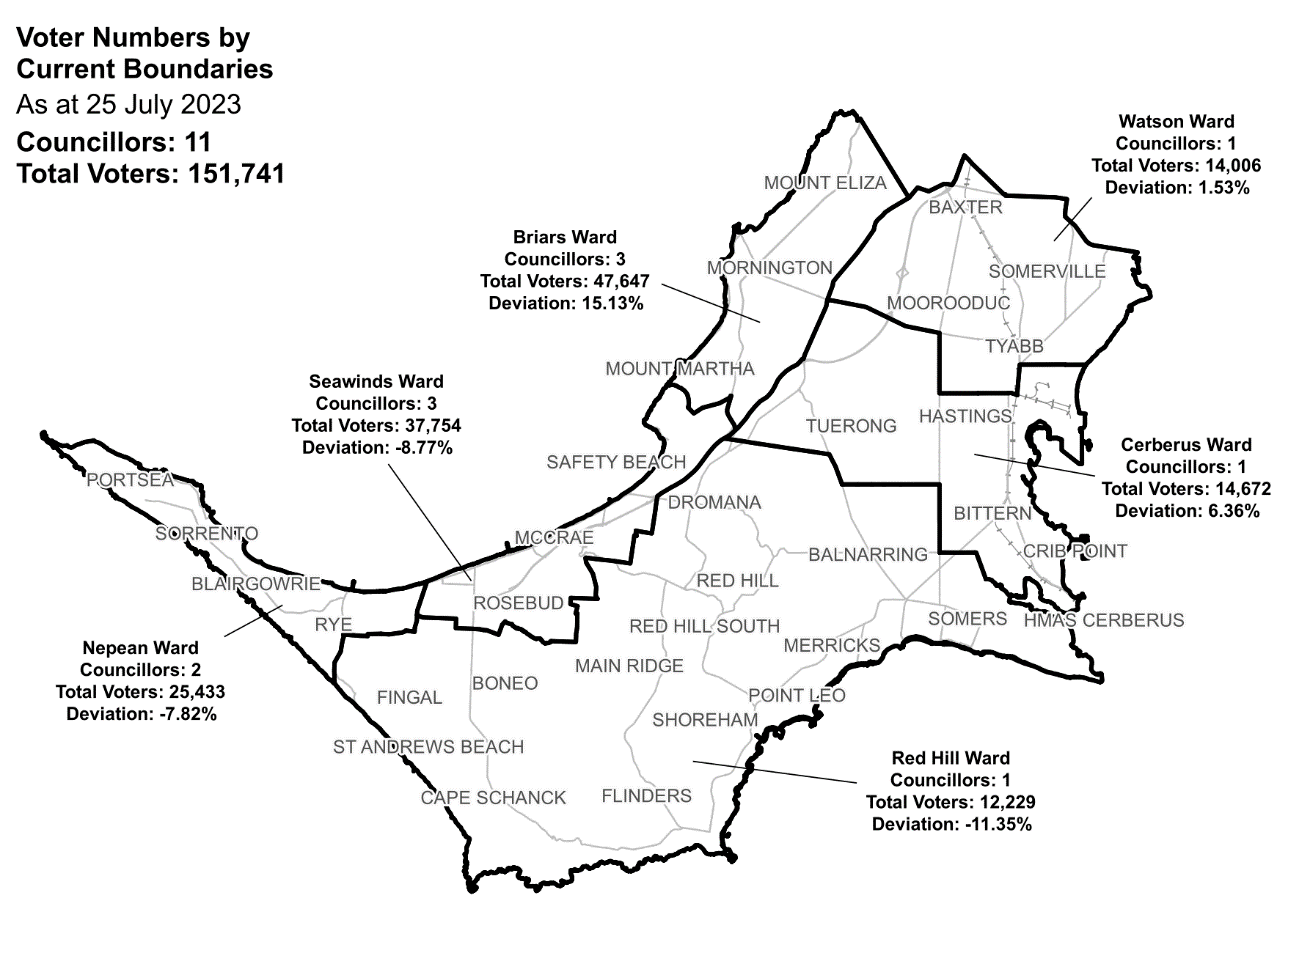 Voter Numbers by
Current Boundaries
As at 25 July 2023
Councillors: 11
Total Voters: 151,741
Watson Ward
Councillors: 1
Total Voters: 14,006
Deviation: 1.53%
MOUNT ELIZA
BAXTER
Briars Ward
Councillors: 3
Total Voters: 47,647
Deviation: 15.13%
MORNINGTON
SOMERVILLE
MOOROODUC
TYABB
MOUNT MARTHA
Seawinds Ward
Councillors: 3
Total Voters: 37,754
Deviation: -8.77%
HASTINGS
TUERONG
Cerberus Ward
Councillors: 1
Total Voters: 14,672
Deviation: 6.36%
SAFETY BEACH
PORTSEA
DROMANA
BITTERN
SORRENTO
MCCRAE
CRIB POINT
BALNARRING
BLAIRGOWRIE
RED HILL
ROSEBUD
RYE
RED HILL SOUTH
SOMERS
HMAS CERBERUS
MERRICKS
Nepean Ward
Councillors: 2
Total Voters: 25,433
Deviation: -7.82%
MAIN RIDGE
BONEO
FINGAL
POINT LEO
SHOREHAM
ST ANDREWS BEACH
Red Hill Ward
Councillors: 1
Total Voters: 12,229
Deviation: -11.35%
CAPE SCHANCK
FLINDERS